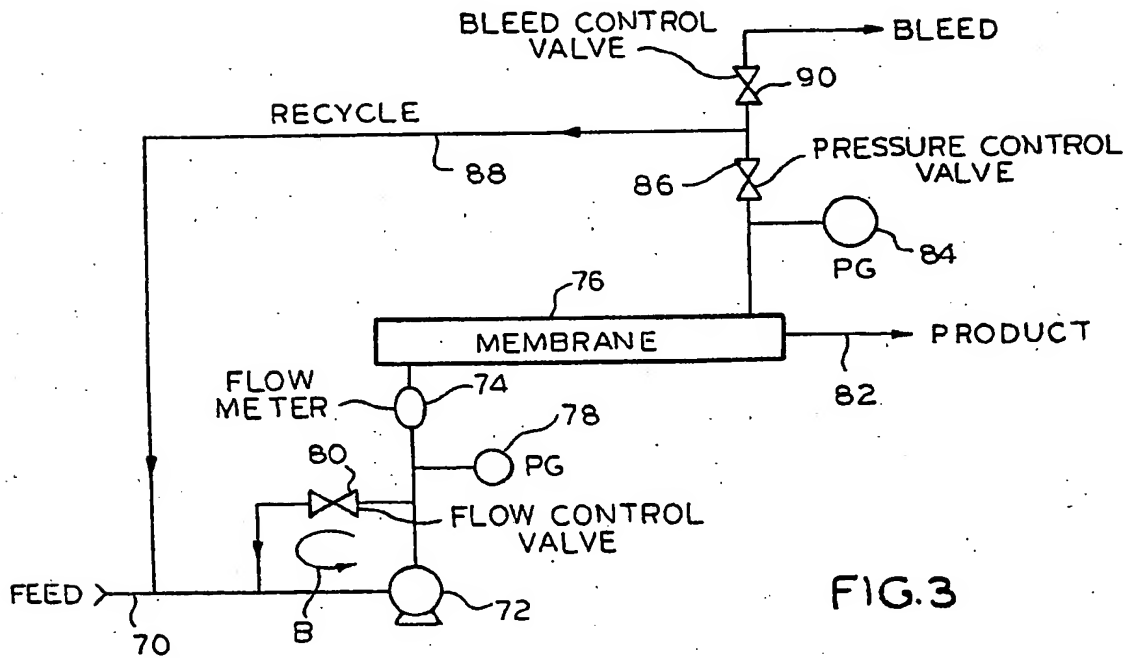 BLEED CONTROL
VALVE
BLEED
90
RECYCLE
88
86
PRESSURE CONTROL
VALVE
84
PG
76
MEMBRANE
PRODUCT
82
FLOW
METER
74
78
PG
80
FLOW CONTROL
VALVE
FEED
70
B
72
FIG.3